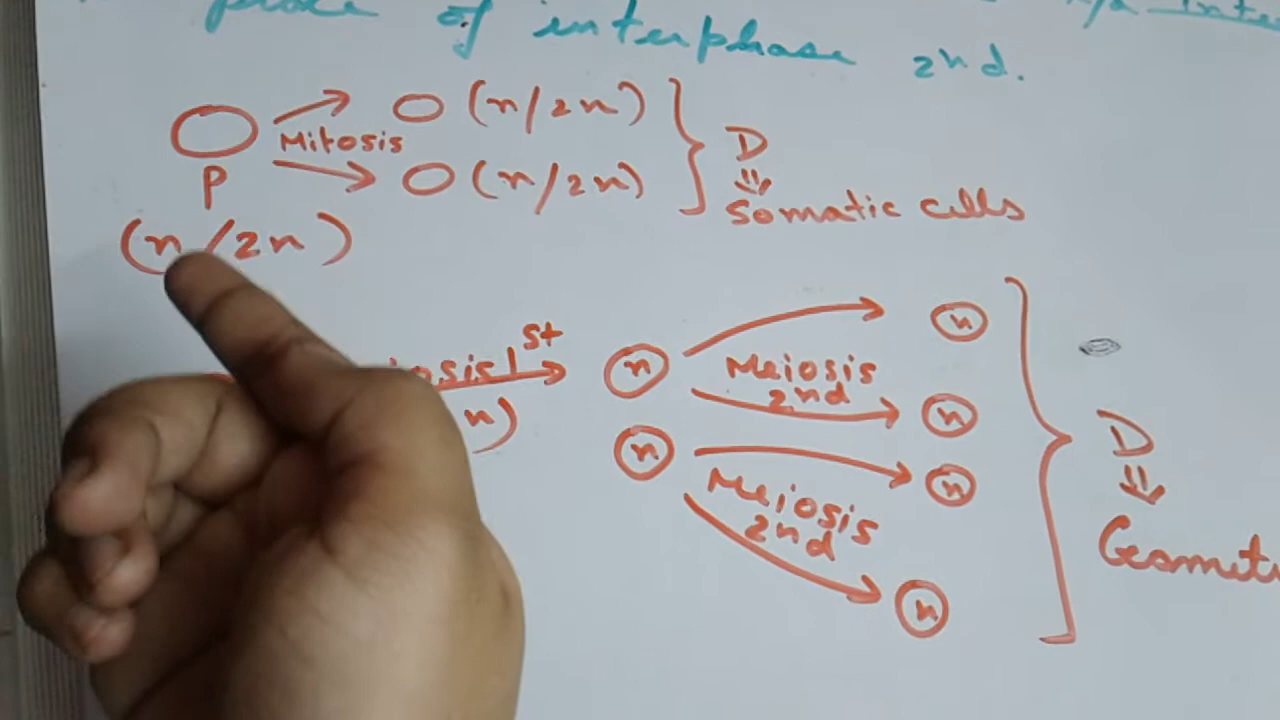 of interphase 2nd.
P Mitosis O (n/2n)
O (n/2n)
(n/2n)
D
Somatic cells
st
n)
n
n
Meiosis
2nd
Meiosis
2nd
n
n
n
n
D